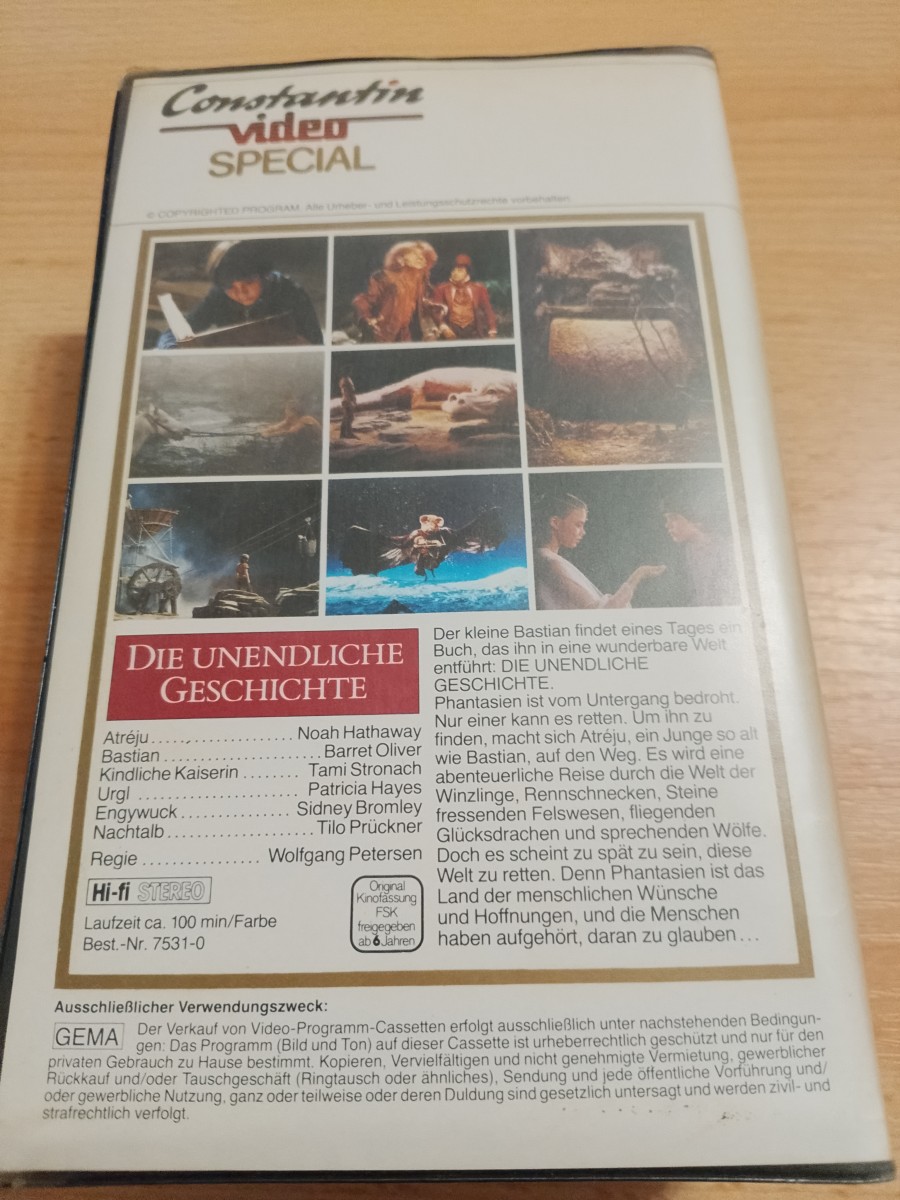 Constantin
video
SPECIAL
© COPYRIGHTED PROGRAM. Alle Urheber- und Leistungsschutzrechte vorbehalten
DIE UNENDLICHE
GESCHICHTE
Atréju.................... Noah Hathaway
Bastian .................... Barret Oliver
Kindliche Kaiserin ........ Tami Stronach
Urgl ...................... Patricia Hayes
Engywuck............... Sidney Bromley
Nachtalb.................... Tilo Prückner
Regie ................ Wolfgang Petersen
Hi-fi STEREO
Laufzeit ca. 100 min/Farbe
Best.-Nr. 7531-0
Original
Kinofassung
FSK
freigegeben
ab 6 Jahren
Der kleine Bastian findet eines Tages ein
Buch, das ihn in eine wunderbare Welt
entführt: DIE UNENDLICHE
GESCHICHTE.
Phantasien ist vom Untergang bedroht.
Nur einer kann es retten. Um ihn zu
finden, macht sich Atréju, ein Junge so alt
wie Bastian, auf den Weg. Es wird eine
abenteuerliche Reise durch die Welt der
Winzlinge, Rennschnecken, Steine
fressenden Felswesen, fliegenden
Glücksdrachen und sprechenden Wölfe.
Doch es scheint zu spät zu sein, diese
Welt zu retten. Denn Phantasien ist das
Land der menschlichen Wünsche
und Hoffnungen, und die Menschen
haben aufgehört, daran zu glauben...
Ausschließlicher Verwendungszweck:
GEMA Der Verkauf von Video-Programm-Cassetten erfolgt ausschließlich unter nachstehenden Bedingun-
gen: Das Programm (Bild und Ton) auf dieser Cassette ist urheberrechtlich geschützt und nur für den
privaten Gebrauch zu Hause bestimmt. Kopieren, Vervielfältigen und nicht genehmigte Vermietung, gewerblicher
Rückkauf und/oder Tauschgeschäft (Ringtausch oder ähnliches), Sendung und jede öffentliche Vorführung und/
oder gewerbliche Nutzung, ganz oder teilweise oder deren Duldung sind gesetzlich untersagt und werden zivil- und
strafrechtlich verfolgt.